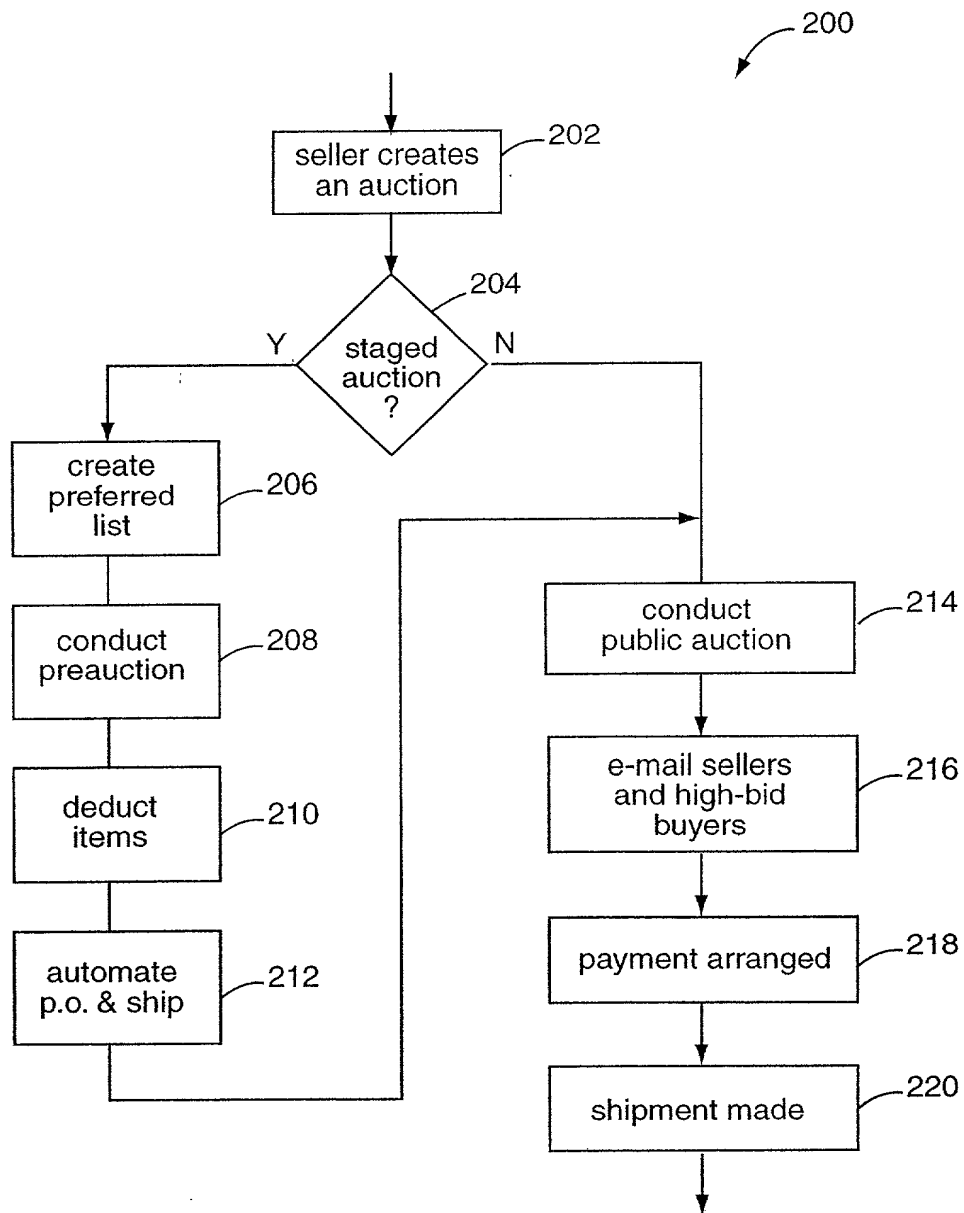 200
seller creates
an auction
202
204
Y
N
staged
auction
?
create
preferred
list
206
conduct
preauction
208
deduct
items
210
automate
p.o. & ship
212
conduct
public auction
214
e-mail sellers
and high-bid
buyers
216
payment arranged
218
shipment made
220